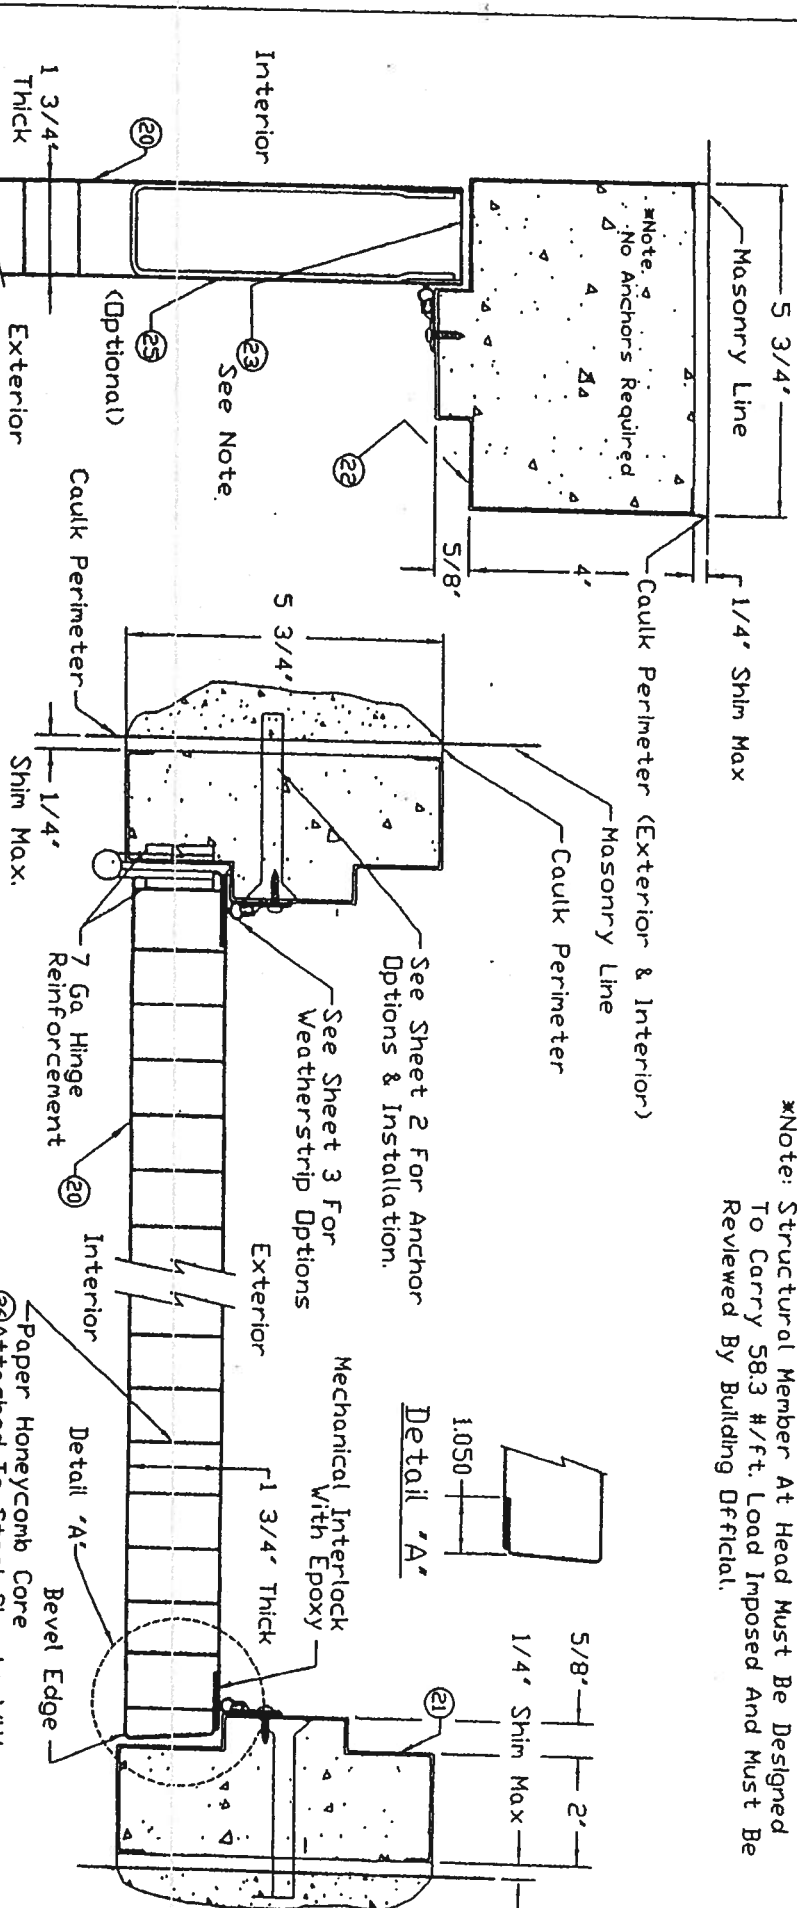 *Note: Structural Member At Head Must Be Designed
To Carry 58.3 #/ft. Load Imposed And Must Be
Reviewed By Building Official.
5 3/4"
Masonry Line
*Note.
No Anchors Required
1/4" Shim Max
Caulk Perimeter (Exterior & Interior)
4"
5/8"
22
Interior
23
See Note
25
(Optional)
20
1 3/4"
Thick
Exterior
Masonry Line
Caulk Perimeter
5 3/4"
Caulk Perimeter
1/4"
Shim Max.
See Sheet 2 For Anchor
Options & Installation.
See Sheet 3 For
Weatherstrip Options
7 Ga Hinge
Reinforcement
20
Exterior
Interior
1.050
Detail "A"
Mechanical Interlock
With Epoxy
1 3/4" Thick
Paper Honeycomb Core
26
Attached To Steel
Detail "A"
Bevel Edge
5/8"
1/4" Shim Max
2"
21